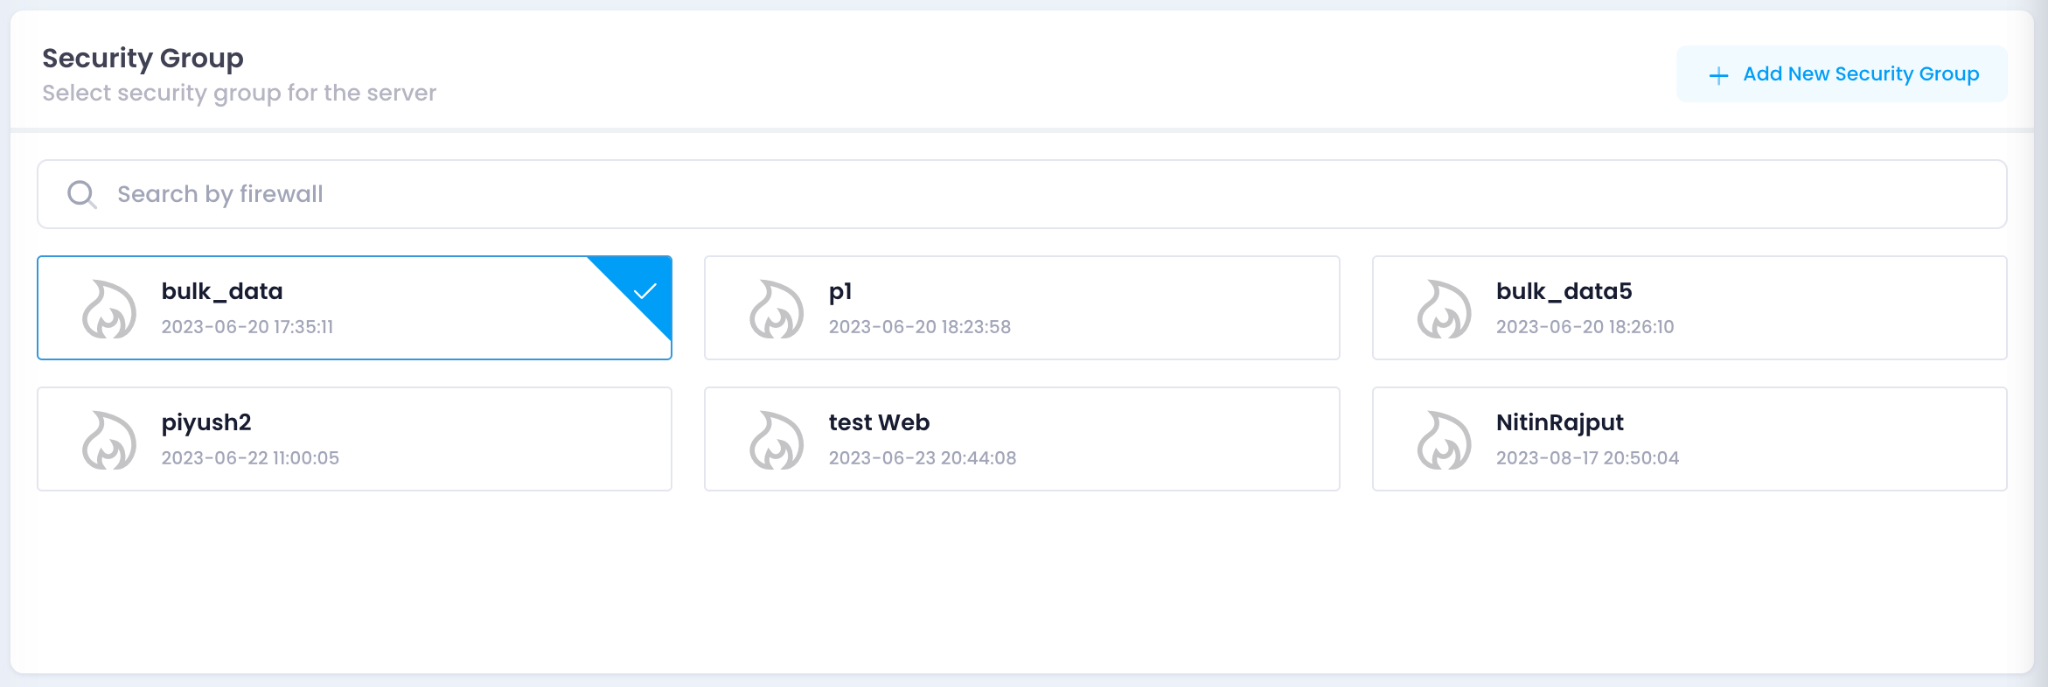 Security Group
Select security group for the server
Add New Security Group
Search by firewall
bulk_data
2023-06-20 17:35:11
p1
2023-06-20 18:23:58
bulk_data5
2023-06-20 18:26:10
piyush2
2023-06-22 11:00:05
test Web
2023-06-23 20:44:08
NitinRajput
2023-08-17 20:50:04